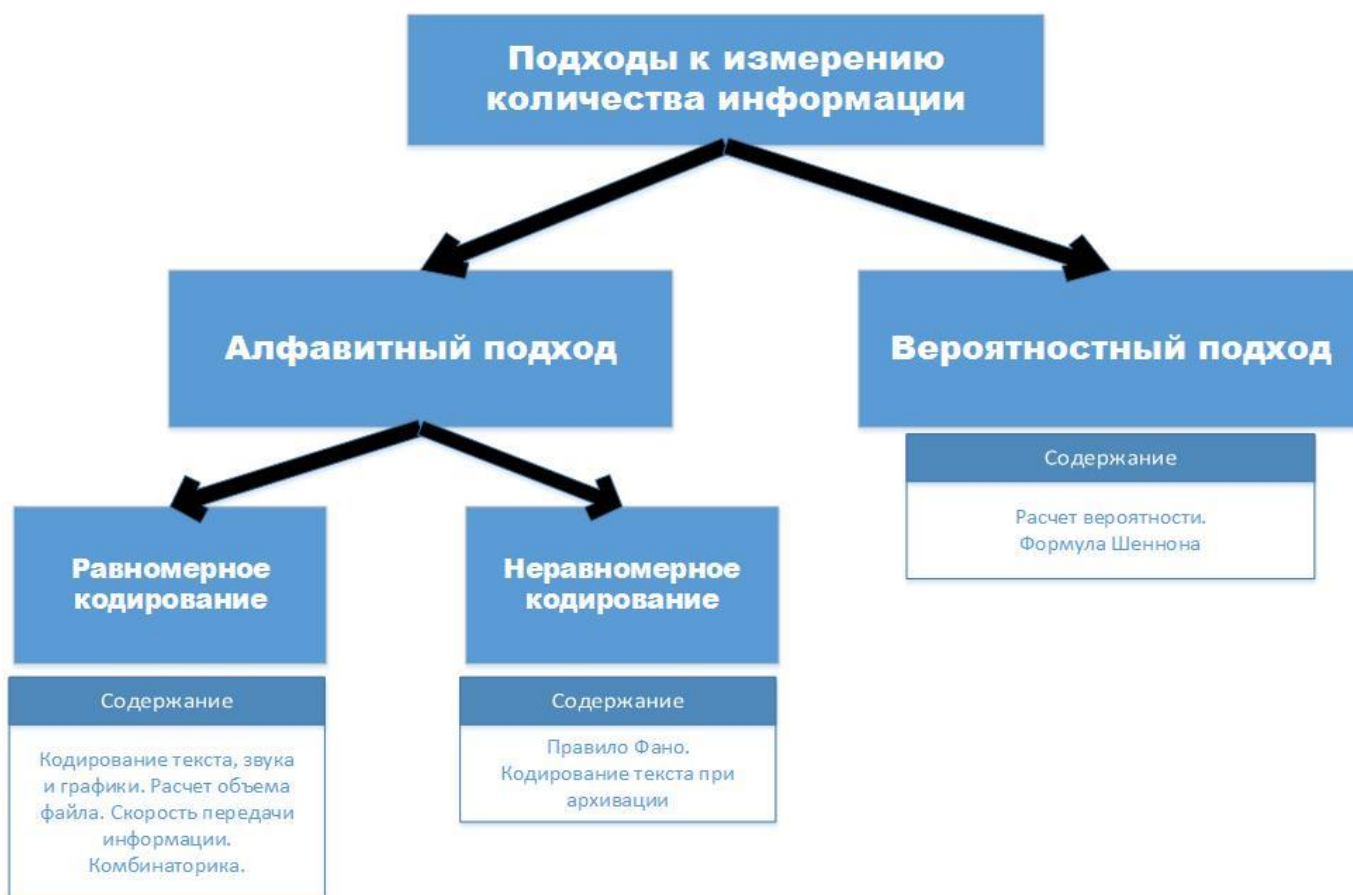 Подходы к измерению
количества информации
Алфавитный подход
Вероятностный подход
Содержание
Расчет вероятности.
Формула Шеннона
Равномерное
кодирование
Неравномерное
кодирование
Содержание
Кодирование текста, звука
и графики. Расчет объема
файла. Скорость передачи
информации.
Комбинаторика.
Содержание
Правило Фано.
Кодирование текста при
архивации